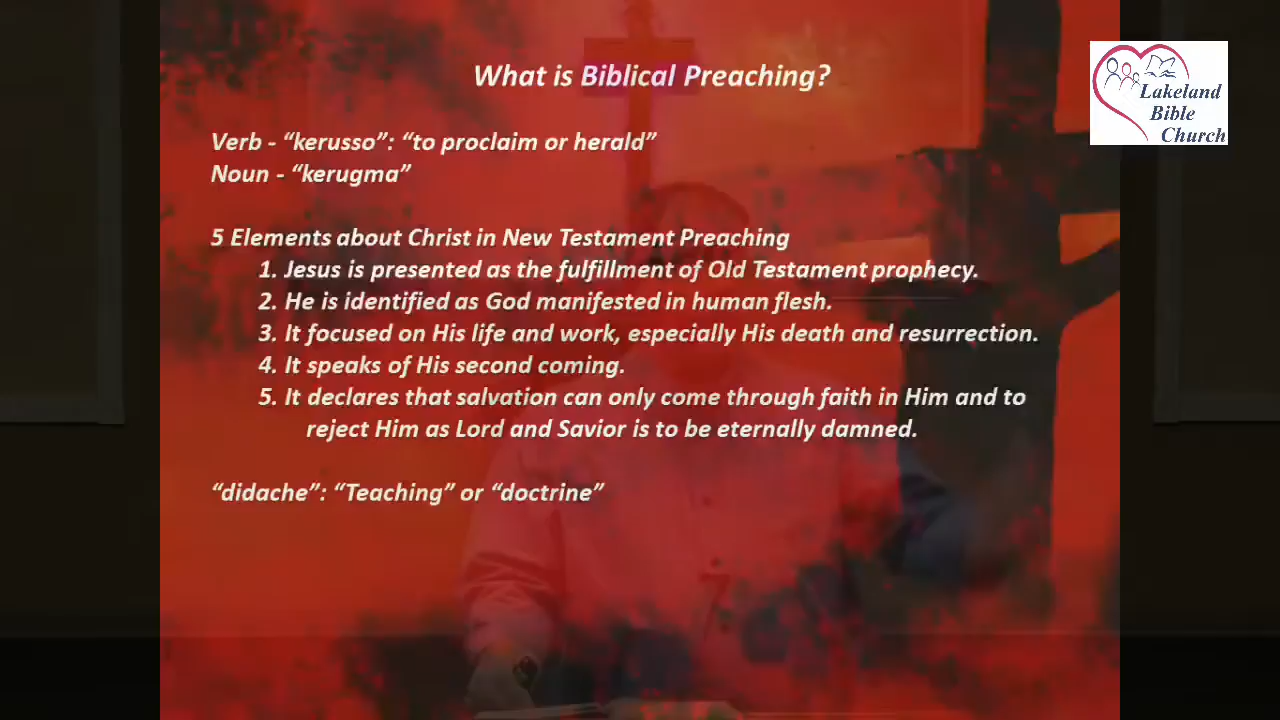 What is Biblical Preaching?
Lakeland
Bible
Church
Verb - “kerusso”: “to proclaim or herald”
Noun - “kerugma”
5 Elements about Christ in New Testament Preaching
1. Jesus is presented as the fulfillment of Old Testament prophecy.
2. He is identified as God manifested in human flesh.
3. It focused on His life and work, especially His death and resurrection.
4. It speaks of His second coming.
5. It declares that salvation can only come through faith in Him and to
reject Him as Lord and Savior is to be eternally damned.
“didache”: “Teaching” or “doctrine”